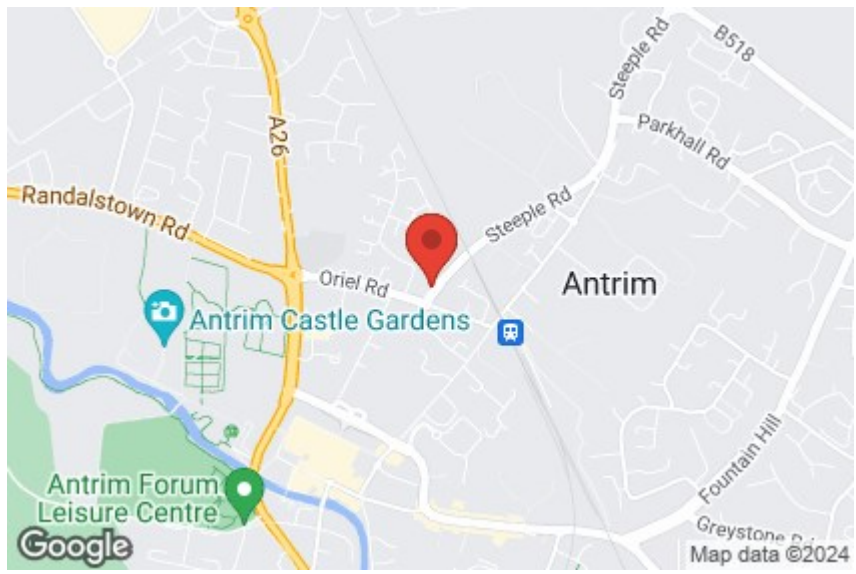 B518
Steeple Rd
A26
Parkhall Rd
Randalstown Rd
Steeple Rd
Oriel Rd
Antrim
Antrim Castle Gardens
Fountain Hill
Antrim Forum
Leisure Centre
Greystone Rd
Google
Map data ©2024